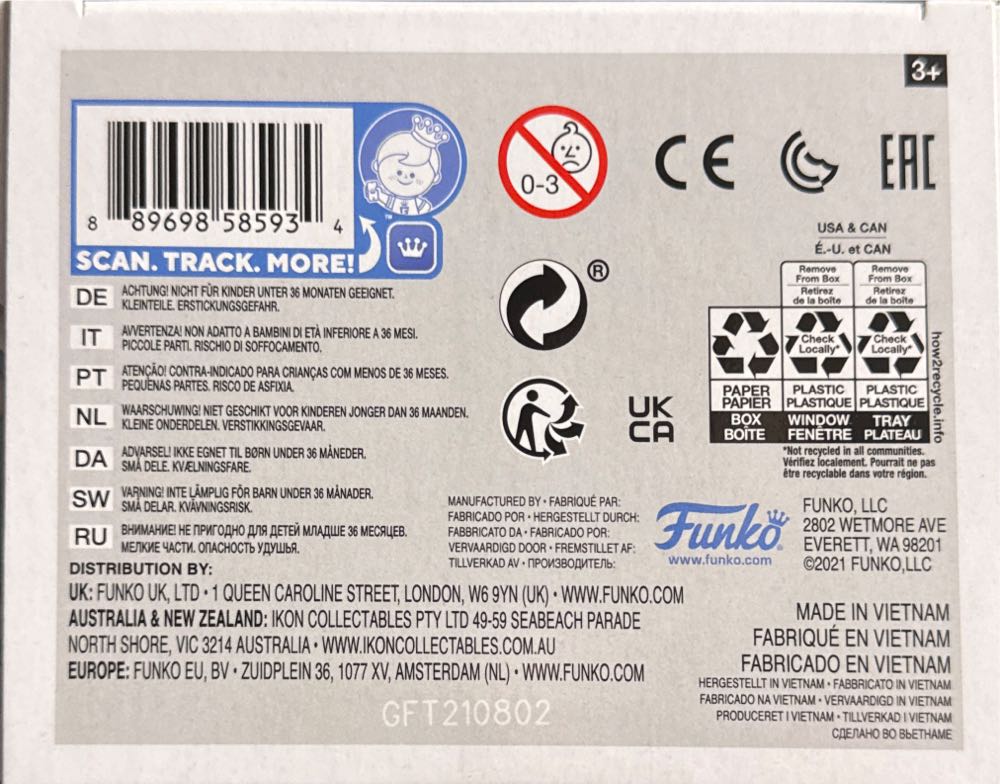 3+
8 89698 58593 4
™
SCAN. TRACK. MORE!
0-3
CE
EAC
®
UK
CA
USA & CAN
É.-U. et CAN
Remove From Box
Retirez de la boîte
Remove From Box
Retirez de la boîte
Check Locally*
Check Locally*
PAPER PAPIER
PLASTIC PLASTIQUE
PLASTIC PLASTIQUE
BOX BOÎTE
WINDOW FENÊTRE
TRAY PLATEAU
how2recycle.info
*Not recycled in all communities.
Vérifiez localement. Pourrait ne pas
être recyclable dans votre région.
DE ACHTUNG! NICHT FÜR KINDER UNTER 36 MONATEN GEEIGNET.
KLEINTEILE. ERSTICKUNGSGEFAHR.
IT AVVERTENZA! NON ADATTO A BAMBINI DI ETÀ INFERIORE A 36 MESI.
PICCOLE PARTI. RISCHIO DI SOFFOCAMENTO.
PT ATENÇÃO! CONTRA-INDICADO PARA CRIANÇAS COM MENOS DE 36 MESES.
PEQUENAS PARTES. RISCO DE ASFIXIA.
NL WAARSCHUWING! NIET GESCHIKT VOOR KINDEREN JONGER DAN 36 MAANDEN.
KLEINE ONDERDELEN. VERSTIKKINGSGEVAAR.
DA ADVARSEL! IKKE EGNET TIL BØRN UNDER 36 MÅNEDER.
SMÅ DELE. KVÆLNINGSFARE.
SW VARNING! INTE LÄMPLIG FÖR BARN UNDER 36 MÅNADER.
SMÅ DELAR. KVÄVNINGSRISK.
RU ВНИМАНИЕ! НЕ ПРИГОДНО ДЛЯ ДЕТЕЙ МЛАДШЕ 36 МЕСЯЦЕВ.
МЕЛКИЕ ЧАСТИ. ОПАСНОСТЬ УДУШЬЯ.
MANUFACTURED BY • FABRIQUÉ PAR:
FABRICADO POR • HERGESTELLT DURCH:
FABBRICATO DA • FABRICADO POR:
VERVAARDIGD DOOR • FREMSTILLET AF:
TILLVERKAD AV • ПРОИЗВОДИТЕЛЬ:
Funko®
www.funko.com
FUNKO, LLC
2802 WETMORE AVE
EVERETT, WA 98201
©2021 FUNKO,LLC
DISTRIBUTION BY:
UK: FUNKO UK, LTD • 1 QUEEN CAROLINE STREET, LONDON, W6 9YN (UK) • WWW.FUNKO.COM
AUSTRALIA & NEW ZEALAND: IKON COLLECTABLES PTY LTD 49-59 SEABEACH PARADE
NORTH SHORE, VIC 3214 AUSTRALIA • WWW.IKONCOLLECTABLES.COM.AU
EUROPE: FUNKO EU, BV • ZUIDPLEIN 36, 1077 XV, AMSTERDAM (NL) • WWW.FUNKO.COM
MADE IN VIETNAM
FABRIQUÉ EN VIETNAM
FABRICADO EN VIETNAM
HERGESTELLT IN VIETNAM • FABBRICATO IN VIETNAM
FABRICADO NA VIETNAM • VERVAARDIGD IN VIETNAM
PRODUCERET I VIETNAM • TILLVERKAD I VIETNAM
СДЕЛАНО ВО ВЬЕТНАМЕ
GFT210802